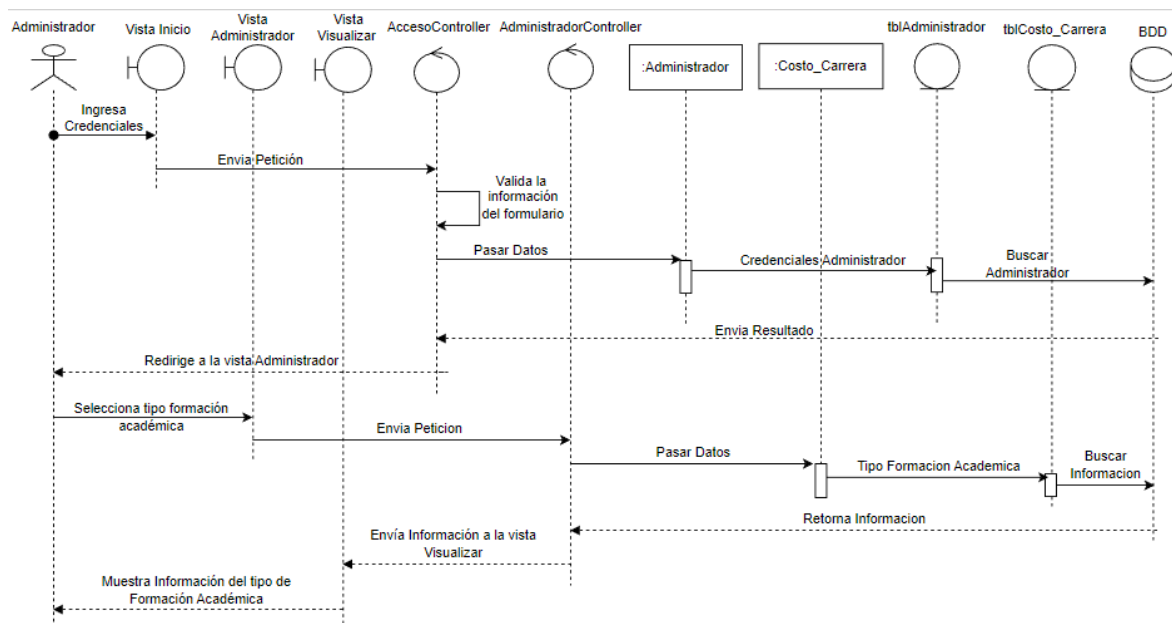 Administrador
Vista Inicio
Vista
Administrador
Vista
Visualizar
AccesoController
AdministradorController
:Administrador
:Costo_Carrera
tblAdministrador
tblCosto_Carrera
BDD
Ingresa
Credenciales
Envia Petición
Valida la
información
del formulario
Pasar Datos
Credenciales Administrador
Buscar
Administrador
Envia Resultado
Redirige a la vista Administrador
Selecciona tipo formación
académica
Envia Peticion
Pasar Datos
Tipo Formacion Academica
Buscar
Informacion
Retorna Informacion
Envía Información a la vista
Visualizar
Muestra Información del tipo de
Formación Académica